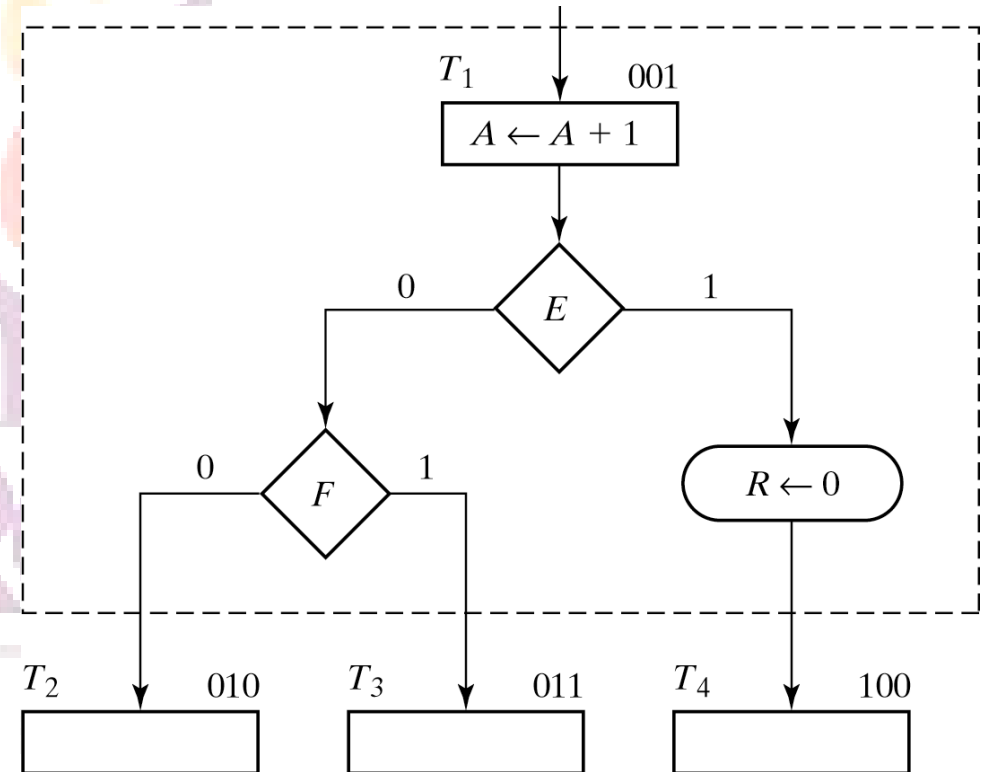 T₁ 001
A ← A + 1
0 E 1
0 F 1
R ← 0
T₂ 010 T₃ 011 T₄ 100